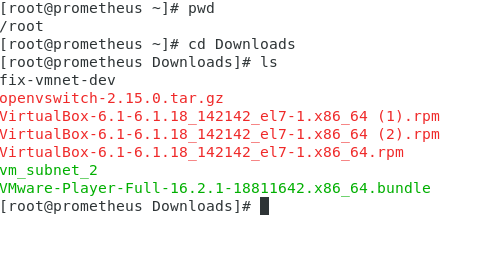 [root@prometheus ~]# pwd
/root
[root@prometheus ~]# cd Downloads
[root@prometheus Downloads]# ls
fix-vmnet-dev
openvswitch-2.15.0.tar.gz
VirtualBox-6.1-6.1.18_142142_el7-1.x86_64 (1).rpm
VirtualBox-6.1-6.1.18_142142_el7-1.x86_64 (2).rpm
VirtualBox-6.1-6.1.18_142142_el7-1.x86_64.rpm
vm_subnet_2
VMware-Player-Full-16.2.1-18811642.x86_64.bundle
[root@prometheus Downloads]#